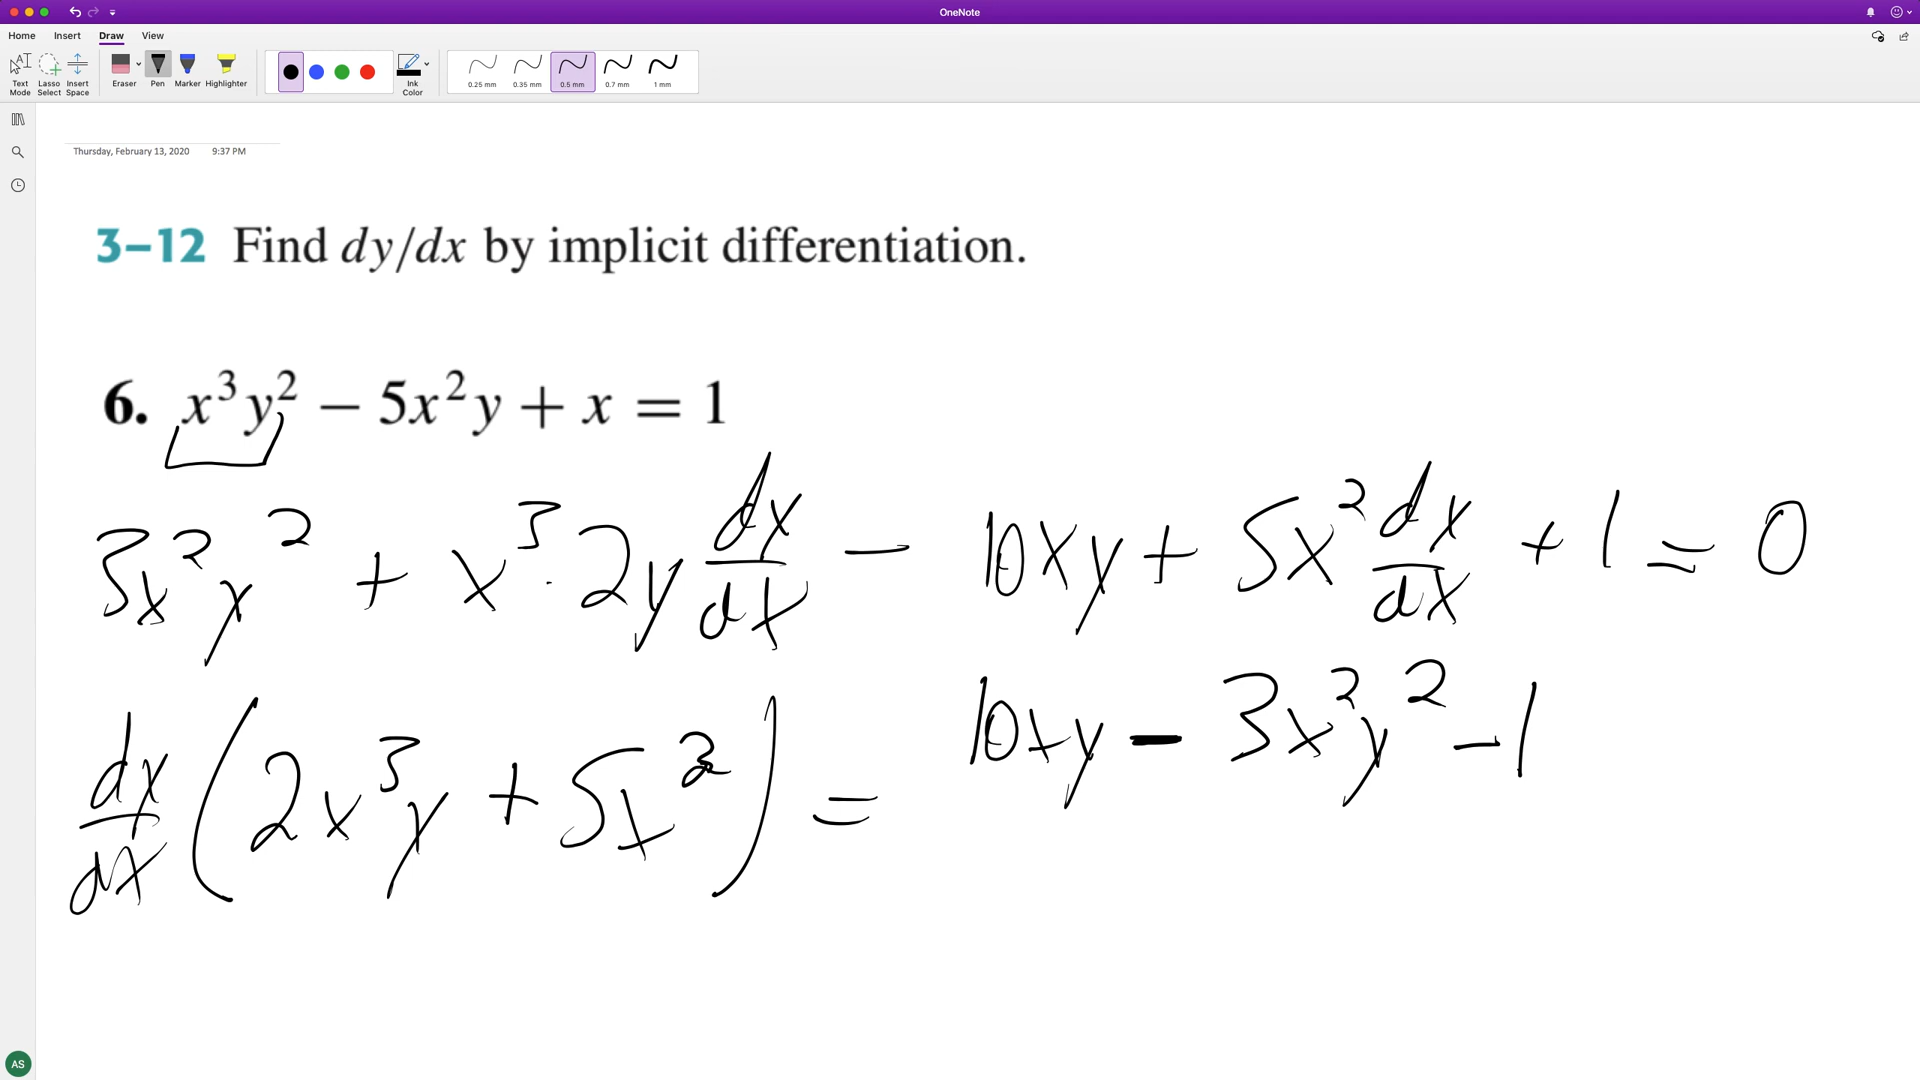 OneNote
Home Insert Draw View
Text Mode Lasso Select Insert Space Eraser Pen Marker Highlighter Ink Color 0.25 mm 0.35 mm 0.5 mm 0.7 mm 1 mm
Thursday, February 13, 2020 9:37 PM
3–12 Find dy/dx by implicit differentiation.
6. x³y² − 5x²y + x = 1
3x²y² + x³·2y dy/dx − 10xy + 5x² dy/dx + 1 = 0
dy/dx (2x³y + 5x²) = 10xy − 3x²y² − 1
AS